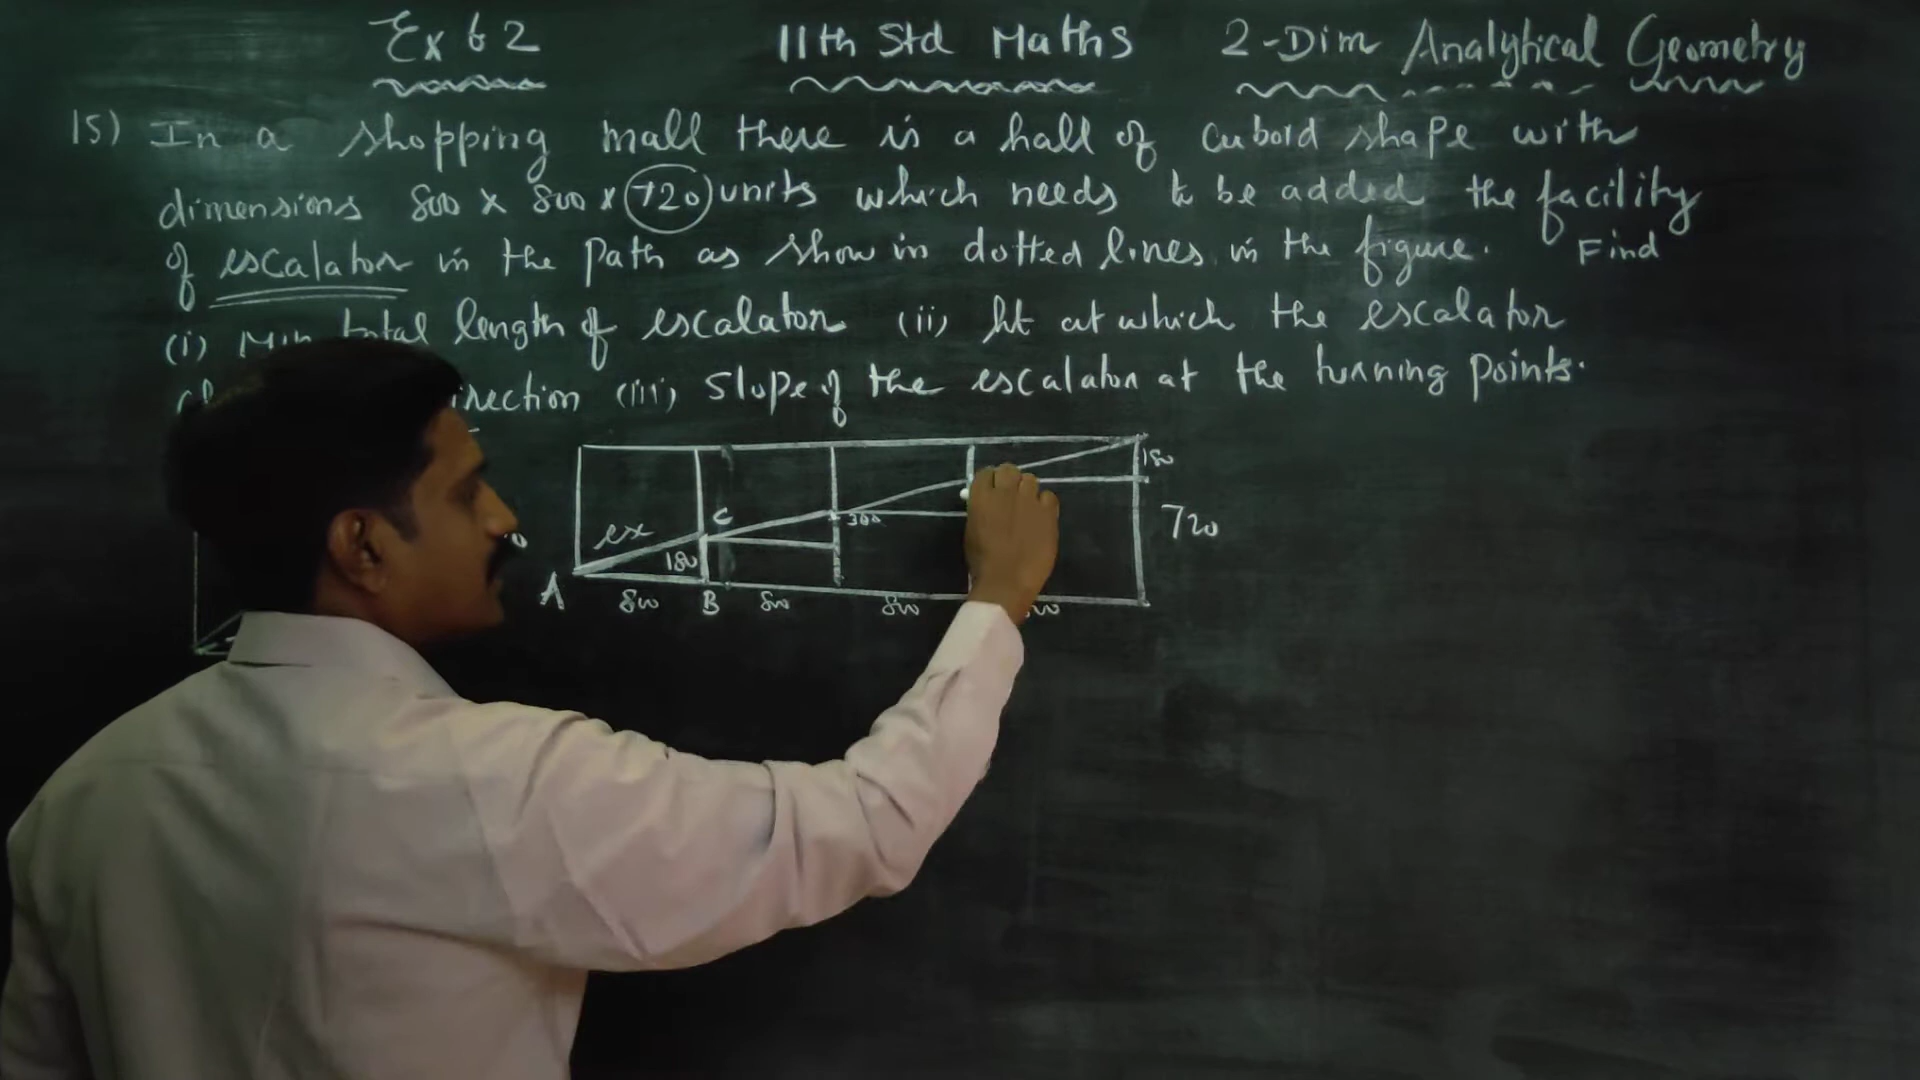 Ex 6 2 11th Std Maths 2-Dim Analytical Geometry
15) In a shopping mall there is a hall of cuboid shape with
dimensions 800 × 800 × 720 units which needs to be added the facility
of escalator in the path as show in dotted lines in the figure. Find
(i) Min total length of escalator (ii) ht at which the escalator
(iii) slope of the escalator at the turning points.
180
ex C 360
180 720
A 800 B 800 800